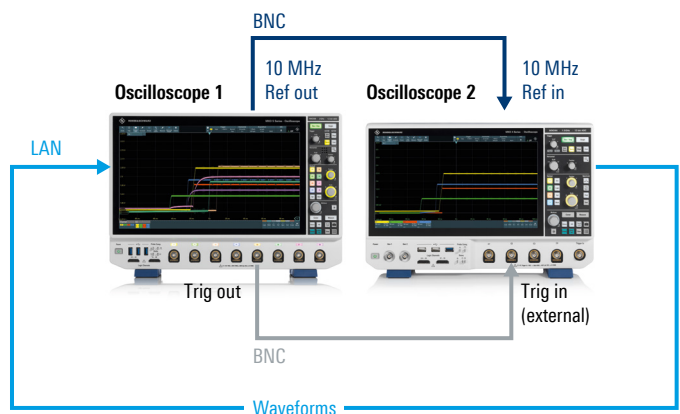 BNC
10 MHz
Ref out
10 MHz
Ref in
Oscilloscope 1
Oscilloscope 2
LAN
Trig out
Trig in
(external)
BNC
Waveforms